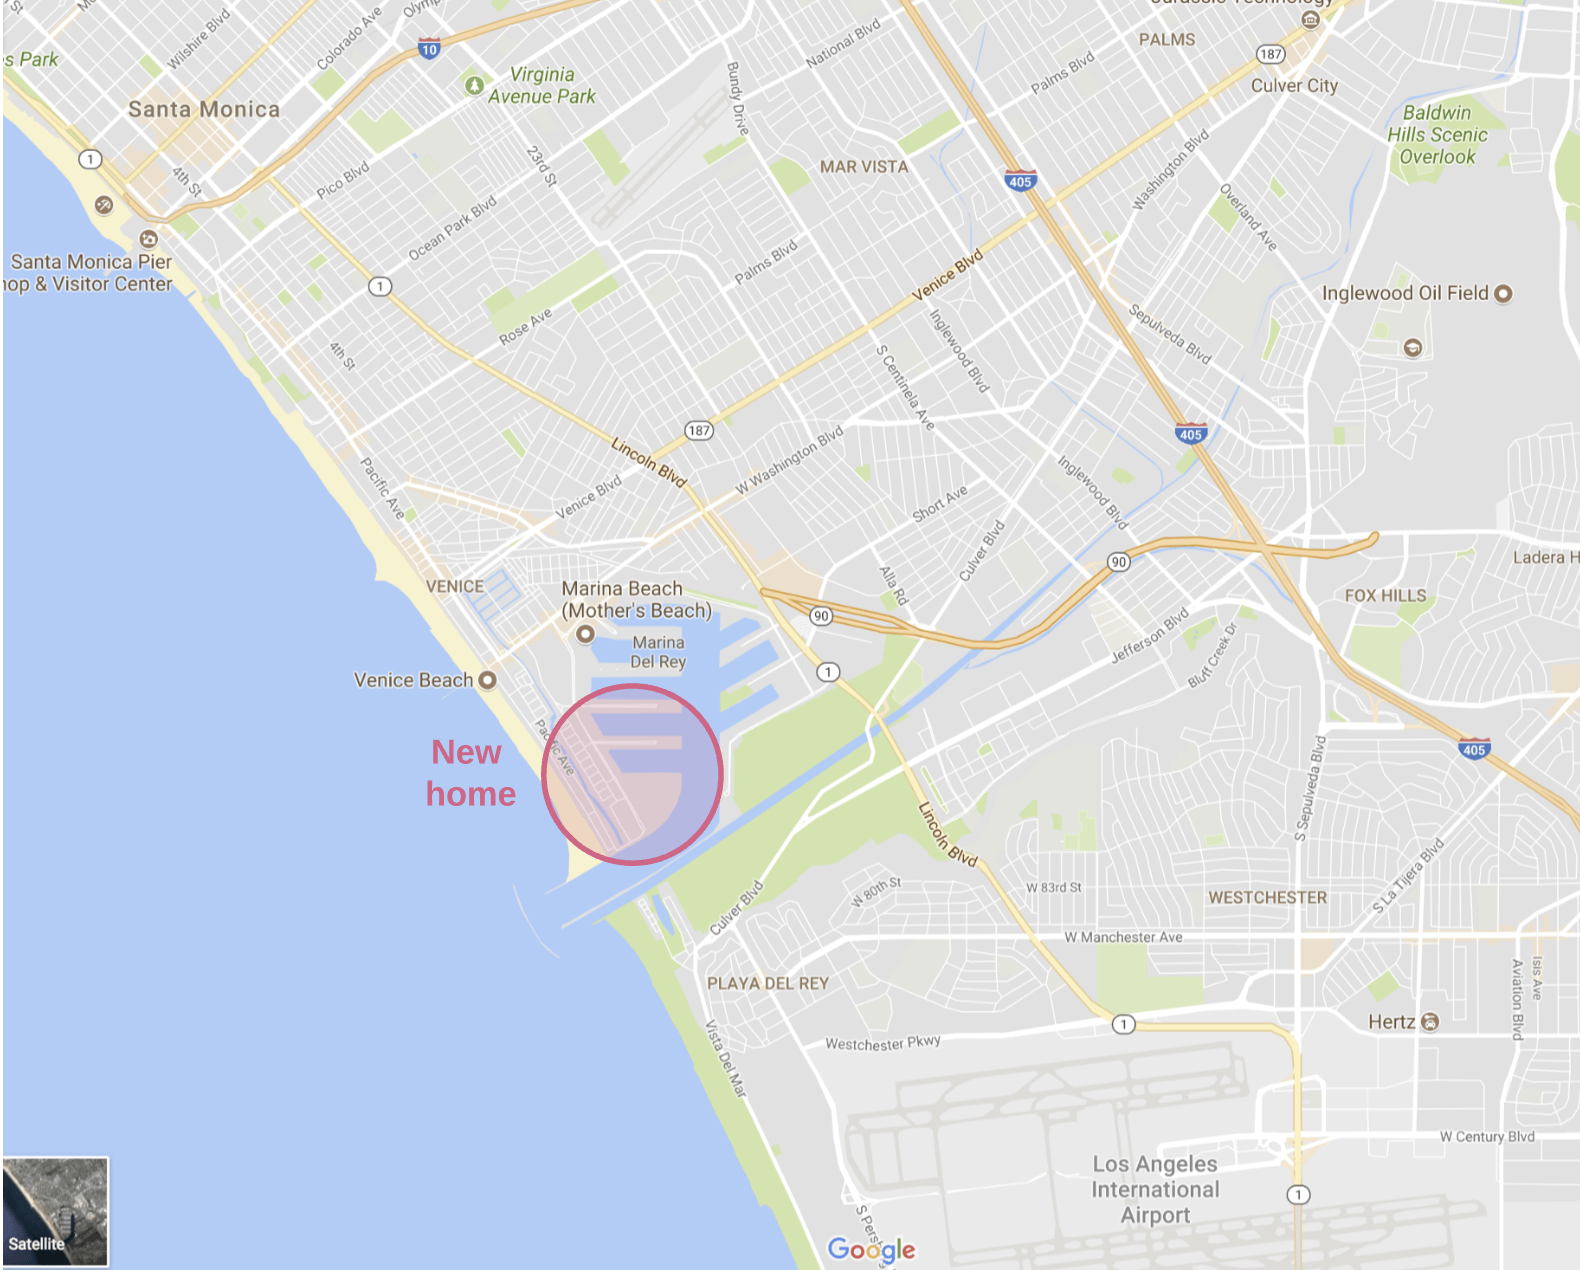 Jurassic Technology
PALMS
187
Culver City
St
Wilshire Blvd
Colorado Ave
Olymp
10
National Blvd
Palms Blvd
es Park
Virginia
Avenue Park
Bundy Drive
Santa Monica
Baldwin
Hills Scenic
Overlook
1
4th St
Pico Blvd
23rd St
MAR VISTA
405
Washington Blvd
Overland Ave
Ocean Park Blvd
Santa Monica Pier
hop & Visitor Center
1
Palms Blvd
Venice Blvd
Inglewood Oil Field
Rose Ave
4th St
Inglewood Blvd
Sepulveda Blvd
S Centinela Ave
187
405
Lincoln Blvd
W Washington Blvd
Pacific Ave
Venice Blvd
Short Ave
Inglewood Blvd
Culver Blvd
90
Ladera H
VENICE
Marina Beach
(Mother's Beach)
Alla Rd
90
FOX HILLS
Marina
Del Rey
Jefferson Blvd
Bluff Creek Dr
Venice Beach
1
Pacific Ave
New
home
405
S Sepulveda Blvd
Lincoln Blvd
W 80th St
W 83rd St
WESTCHESTER
S La Tijera Blvd
Culver Blvd
W Manchester Ave
PLAYA DEL REY
Aviation Blvd
Isis Ave
Vista Del Mar
Westchester Pkwy
1
Hertz
W Century Blvd
Los Angeles
International
Airport
1
S Persh
Satellite
Google